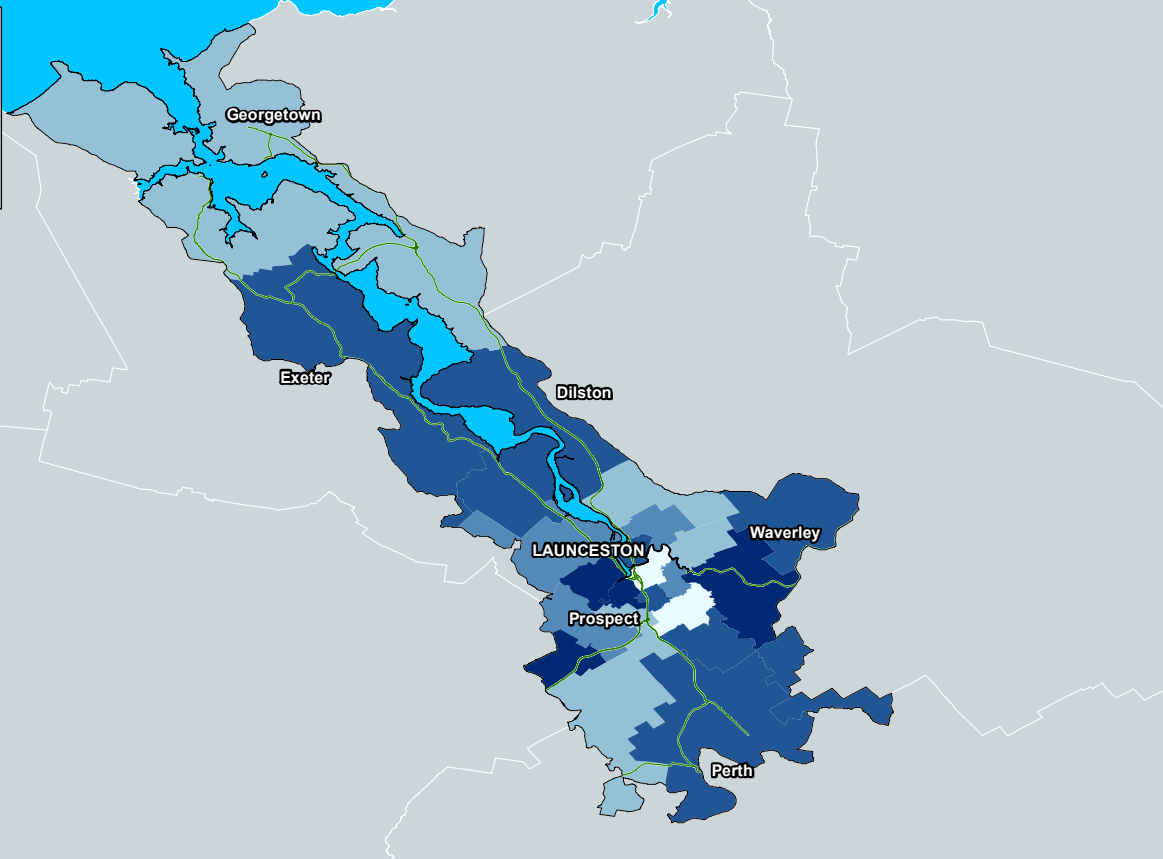 Georgetown
Exeter
Dilston
Waverley
LAUNCESTON
Prospect
Perth